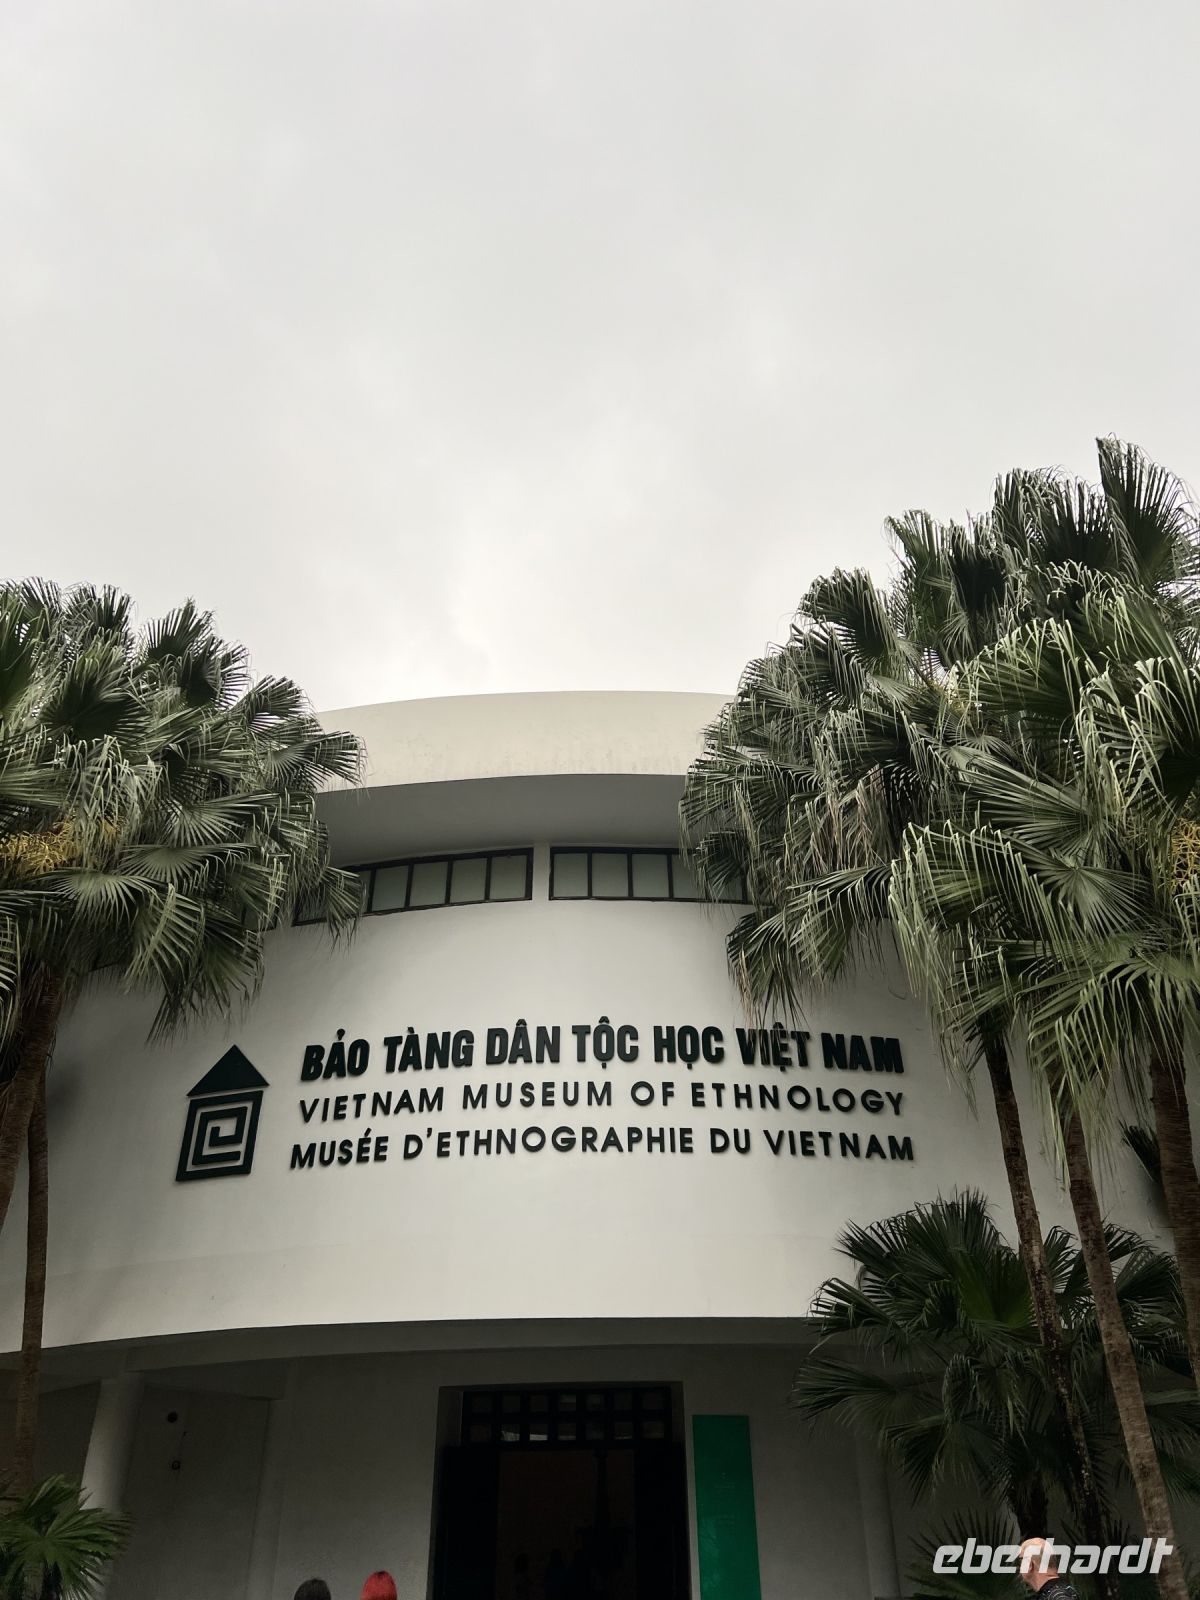 BẢO TÀNG DÂN TỘC HỌC VIỆT NAM
VIETNAM MUSEUM OF ETHNOLOGY
MUSÉE D'ETHNOGRAPHIE DU VIETNAM
eberhardt